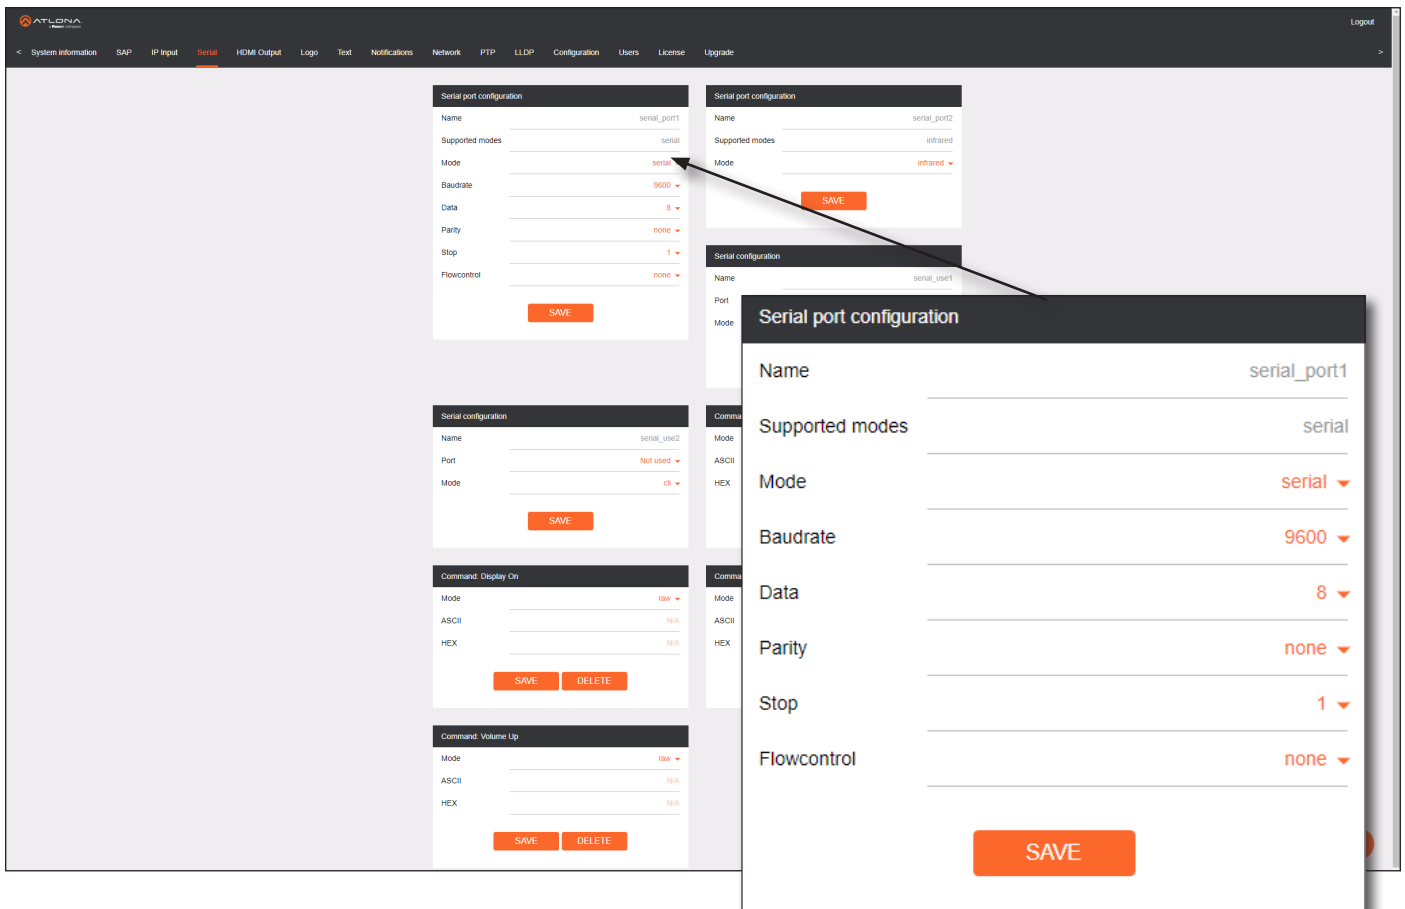 ATLONA
Logout
< System information SAP IP Input Serial HDMI Output Logo Text Notifications Network PTP LLDP Configuration Users License Upgrade >
Serial port configuration
Name serial_port1
Supported modes serial
Mode serial
Baudrate 9600
Data 8
Parity none
Stop 1
Flowcontrol none
SAVE
Serial port configuration
Name serial_port2
Supported modes infrared
Mode infrared
SAVE
Serial configuration
Name serial_use1
Port
Mode
Serial configuration
Name serial_use2
Port Not used
Mode cli
SAVE
Comma
Mode
ASCII
HEX
Command: Display On
Mode raw
ASCII N/A
HEX N/A
SAVE DELETE
Comma
Mode
ASCII
HEX
Command: Volume Up
Mode raw
ASCII N/A
HEX N/A
SAVE DELETE
Serial port configuration
Name serial_port1
Supported modes serial
Mode serial
Baudrate 9600
Data 8
Parity none
Stop 1
Flowcontrol none
SAVE